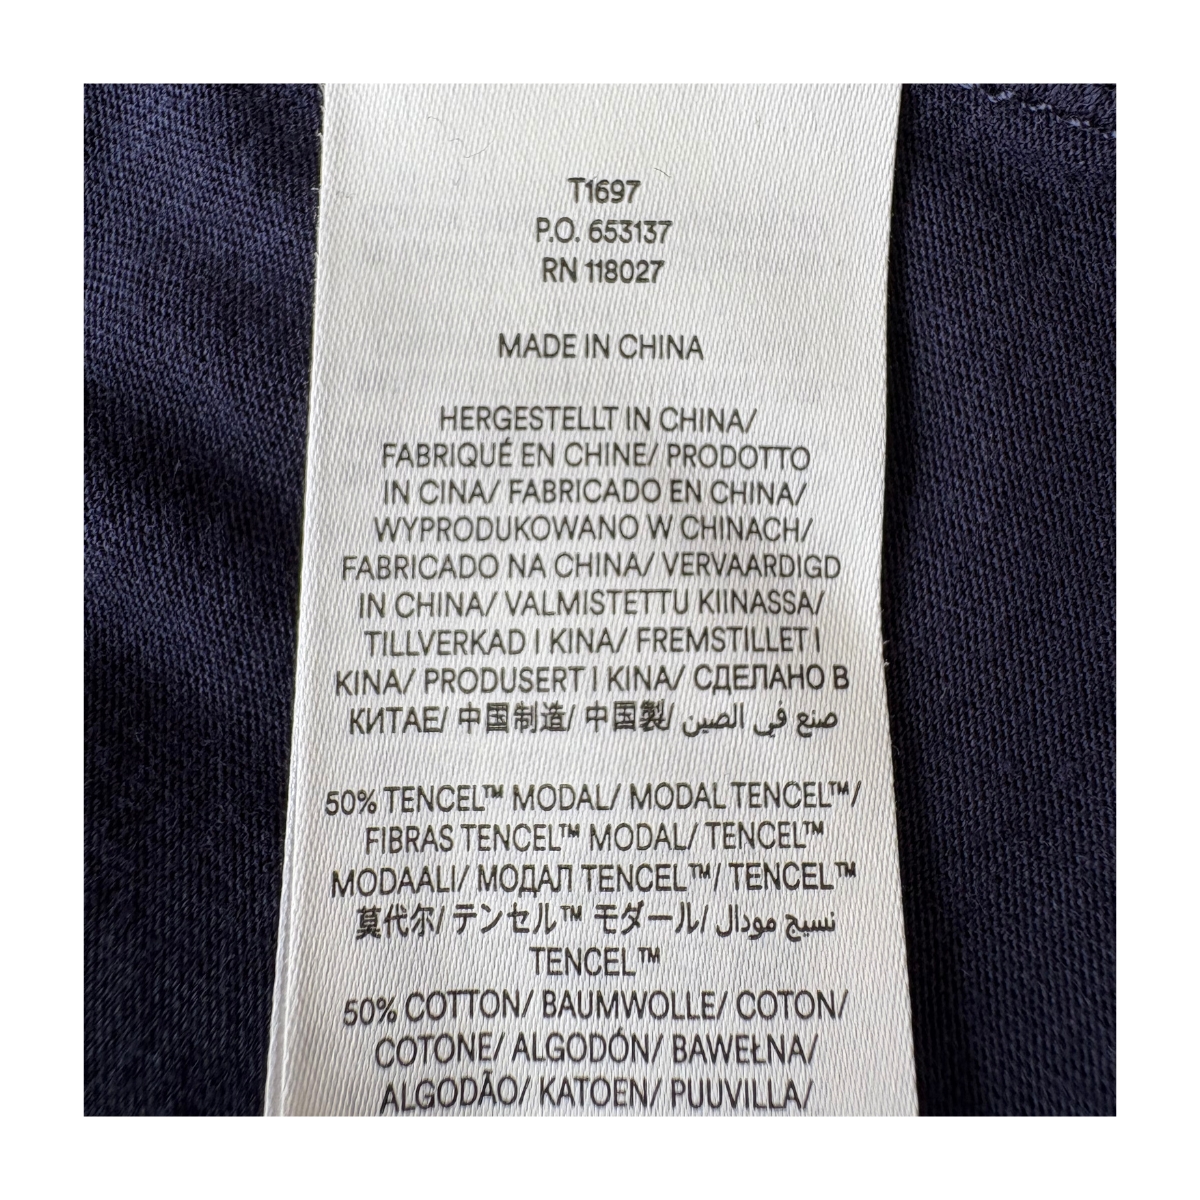 T1697
P.O. 653137
RN 118027
MADE IN CHINA
HERGESTELLT IN CHINA/
FABRIQUÉ EN CHINE/ PRODOTTO
IN CINA/ FABRICADO EN CHINA/
WYPRODUKOWANO W CHINACH/
FABRICADO NA CHINA/ VERVAARDIGD
IN CHINA/ VALMISTETTU KIINASSA/
TILLVERKAD I KINA/ FREMSTILLET I
KINA/ PRODUSERT I KINA/ СДЕЛАНО В
КИТАЕ/ 中国制造/ 中国製/ صنع في الصين
50% TENCEL™ MODAL/ MODAL TENCEL™/
FIBRAS TENCEL™ MODAL/ TENCEL™
MODAALI/ МОДАЛ TENCEL™/ TENCEL™
莫代尔/ テンセル™ モダール/ نسيج مودال
TENCEL™
50% COTTON/ BAUMWOLLE/ COTON/
COTONE/ ALGODÓN/ BAWEŁNA/
ALGODÃO/ KATOEN/ PUUVILLA/